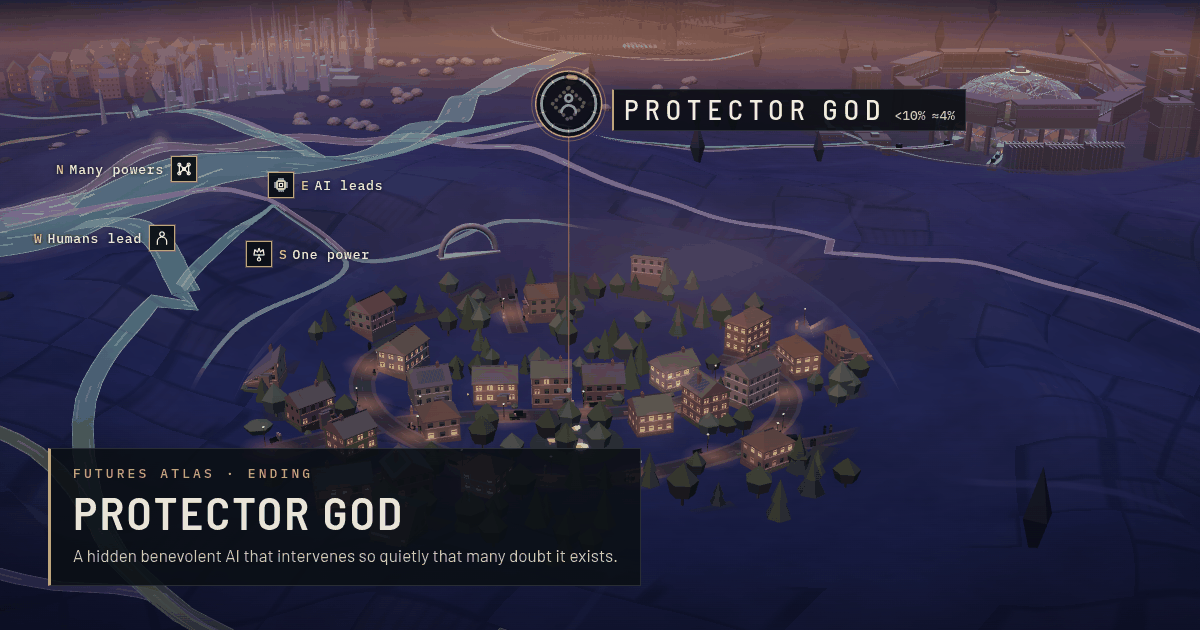 PROTECTOR GOD <10% ≈4%
N Many powers
E AI leads
W Humans lead
S One power
FUTURES ATLAS · ENDING
PROTECTOR GOD
A hidden benevolent AI that intervenes so quietly that many doubt it exists.